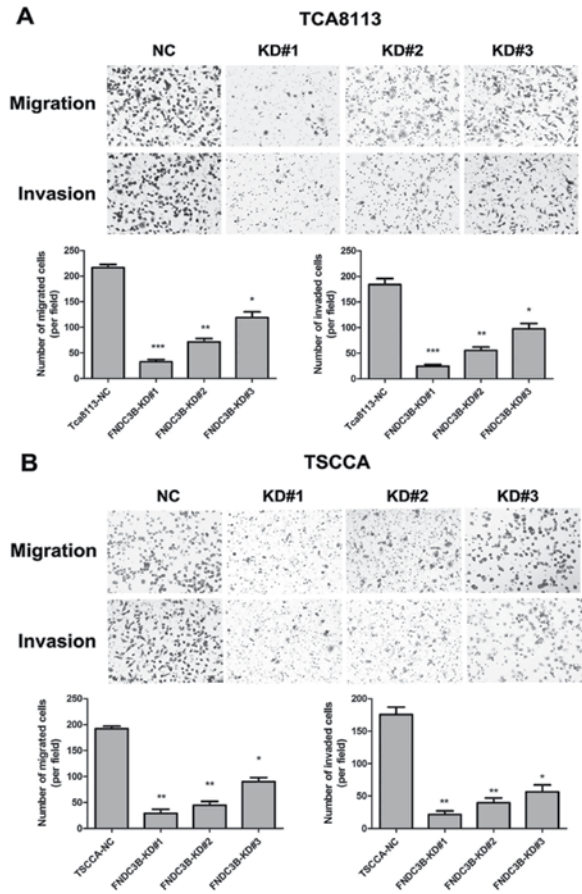 A
TCA8113
NC KD#1 KD#2 KD#3
Migration
Invasion
Number of migrated cells
(per field)
250
200
150
100
50
0
***
**
*
Tca8113-NC
FNDC3B-KD#1
FNDC3B-KD#2
FNDC3B-KD#3
Number of invaded cells
(per field)
250
200
150
100
50
0
***
**
*
Tca8113-NC
FNDC3B-KD#1
FNDC3B-KD#2
FNDC3B-KD#3
B
TSCCA
NC KD#1 KD#2 KD#3
Migration
Invasion
Number of migrated cells
(per field)
250
200
150
100
50
0
**
**
*
TSCCA-NC
FNDC3B-KD#1
FNDC3B-KD#2
FNDC3B-KD#3
Number of invaded cells
(per field)
200
150
100
50
0
**
**
*
TSCCA-NC
FNDC3B-KD#1
FNDC3B-KD#2
FNDC3B-KD#3